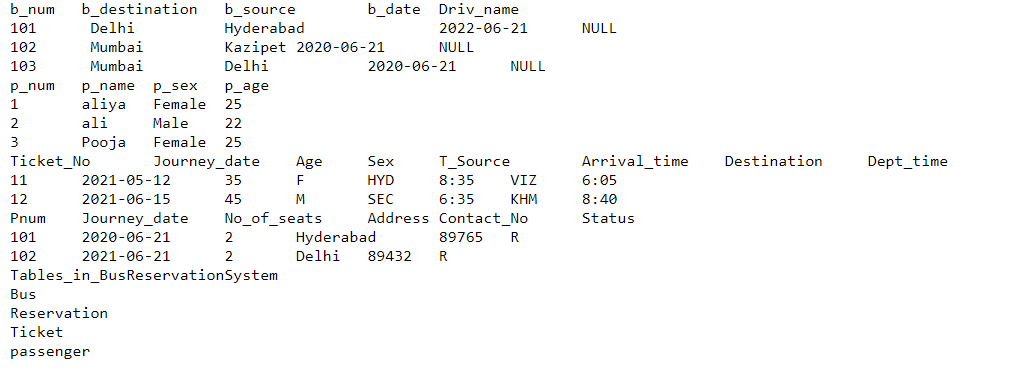 b_num b_destination b_source b_date Driv_name
101 Delhi Hyderabad 2022-06-21 NULL
102 Mumbai Kazipet 2020-06-21 NULL
103 Mumbai Delhi 2020-06-21 NULL
p_num p_name p_sex p_age
1 aliya Female 25
2 ali Male 22
3 Pooja Female 25
Ticket_No Journey_date Age Sex T_Source Arrival_time Destination Dept_time
11 2021-05-12 35 F HYD 8:35 VIZ 6:05
12 2021-06-15 45 M SEC 6:35 KHM 8:40
Pnum Journey_date No_of_seats Address Contact_No Status
101 2020-06-21 2 Hyderabad 89765 R
102 2021-06-21 2 Delhi 89432 R
Tables_in_BusReservationSystem
Bus
Reservation
Ticket
passenger